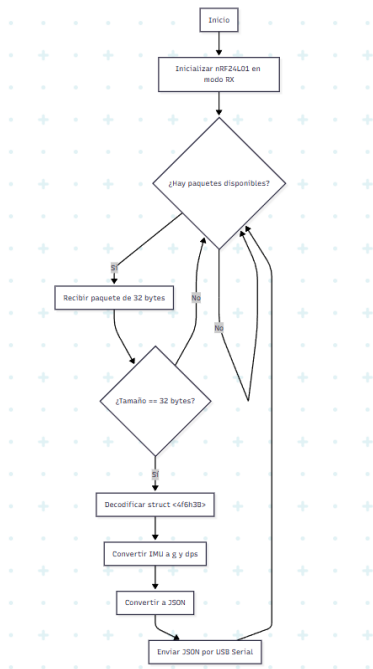 Inicio
Inicializar nRF24L01 en
modo RX
¿Hay paquetes disponibles?
Sí
Recibir paquete de 32 bytes
No
No
¿Tamaño == 32 bytes?
Sí
Decodificar struct <4f6h3B>
Convertir IMU a g y dps
Convertir a JSON
Enviar JSON por USB Serial